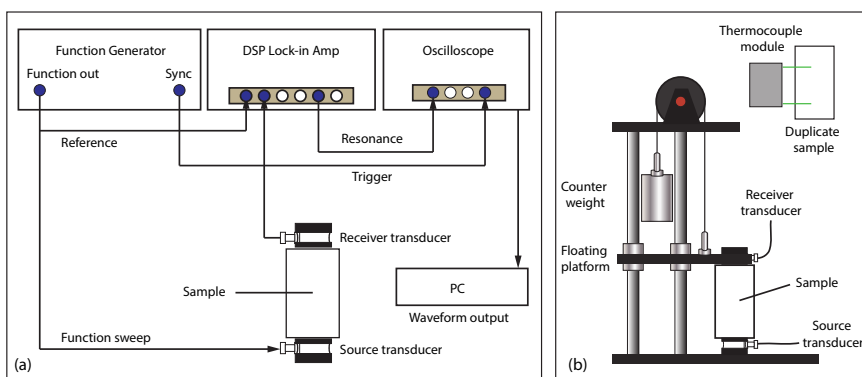 Function Generator
Function out
Sync
DSP Lock-in Amp
Oscilloscope
Reference
Resonance
Trigger
Receiver transducer
Sample
PC
Waveform output
Function sweep
Source transducer
(a)
Thermocouple
module
Duplicate
sample
Counter
weight
Receiver
transducer
Floating
platform
Sample
Source
transducer
(b)